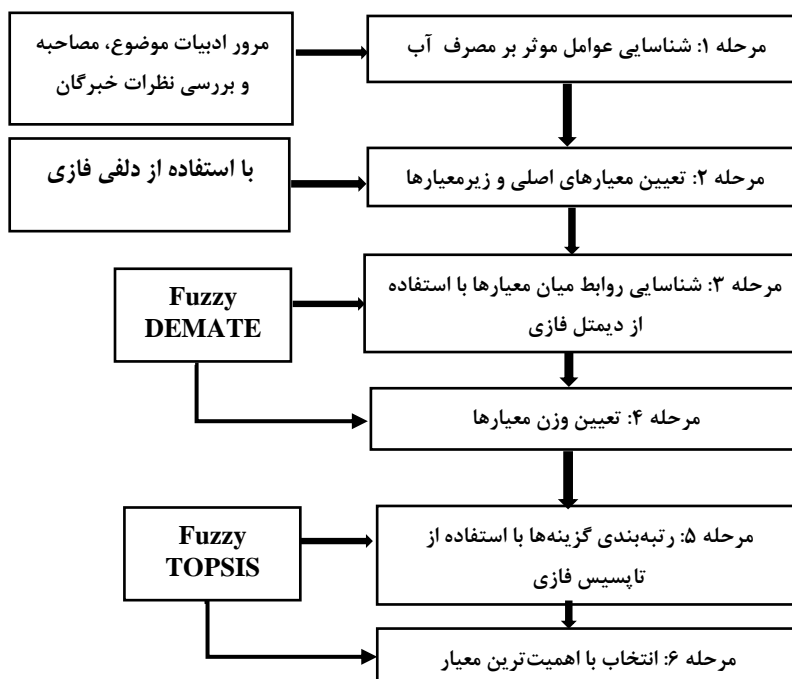 مرحله ۱: شناسایی عوامل موثر بر مصرف آب
مرور ادبیات موضوع، مصاحبه
و بررسی نظرات خبرگان
مرحله ۲: تعیین معیارهای اصلی و زیرمعیارها
با استفاده از دلفی فازی
مرحله ۳: شناسایی روابط میان معیارها با استفاده
از دیمتل فازی
Fuzzy
DEMATE
مرحله ۴: تعیین وزن معیارها
مرحله ۵: رتبه‌بندی گزینه‌ها با استفاده از
تاپسیس فازی
Fuzzy
TOPSIS
مرحله ۶: انتخاب با اهمیت‌ترین معیار